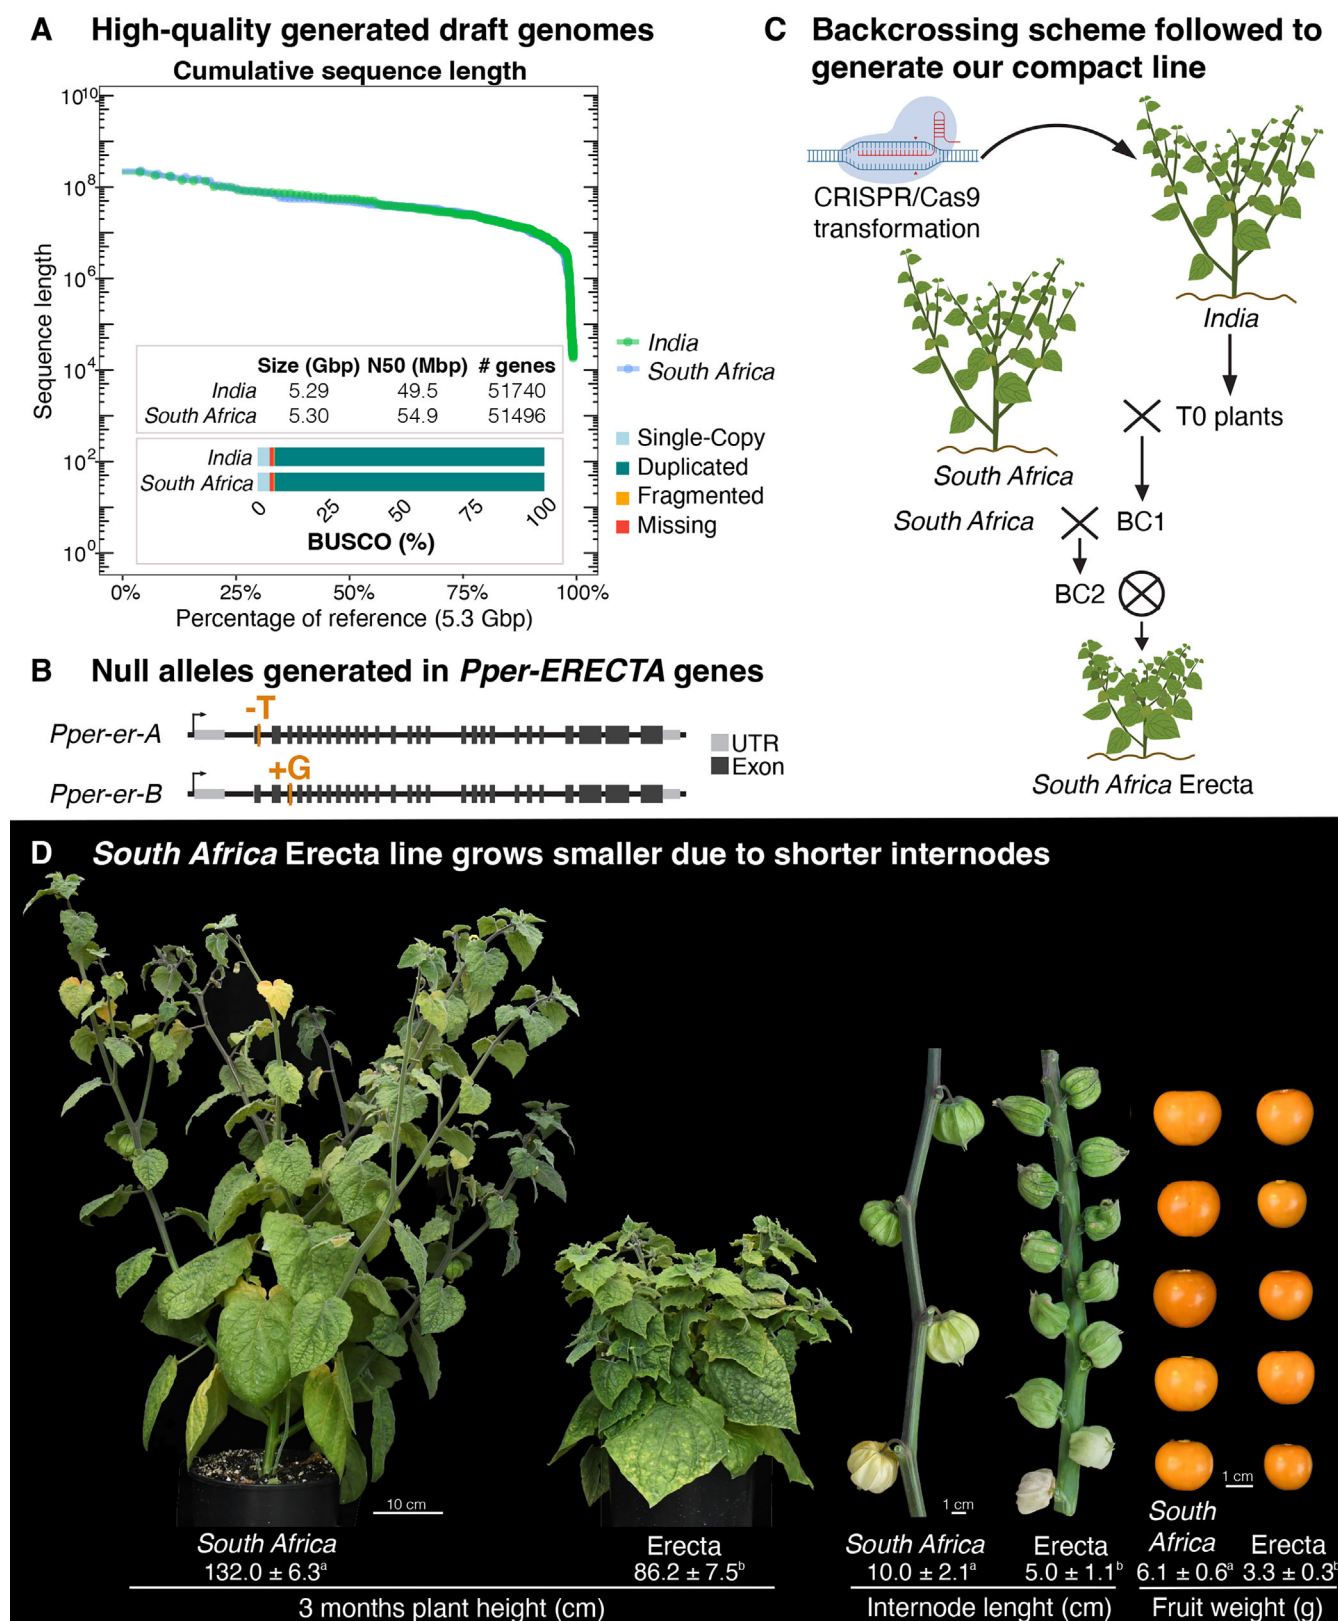 A High-quality generated draft genomes
Cumulative sequence length
10^10
10^8
10^6
10^4
10^2
10^0
Sequence length
Size (Gbp) N50 (Mbp) # genes
India 5.29 49.5 51740
South Africa 5.30 54.9 51496
India
South Africa
0 25 50 75 100
BUSCO (%)
0% 25% 50% 75% 100%
Percentage of reference (5.3 Gbp)
India
South Africa
Single-Copy
Duplicated
Fragmented
Missing
B Null alleles generated in Pper-ERECTA genes
-T
Pper-er-A
+G
Pper-er-B
UTR
Exon
C Backcrossing scheme followed to
generate our compact line
CRISPR/Cas9
transformation
India
T0 plants
South Africa
South Africa BC1
BC2
South Africa Erecta
D South Africa Erecta line grows smaller due to shorter internodes
10 cm
1 cm
1 cm
South Africa
132.0 ± 6.3a
Erecta
86.2 ± 7.5b
3 months plant height (cm)
South Africa
10.0 ± 2.1a
Erecta
5.0 ± 1.1b
Internode lenght (cm)
South
Africa
6.1 ± 0.6a
Erecta
3.3 ± 0.3b
Fruit weight (g)